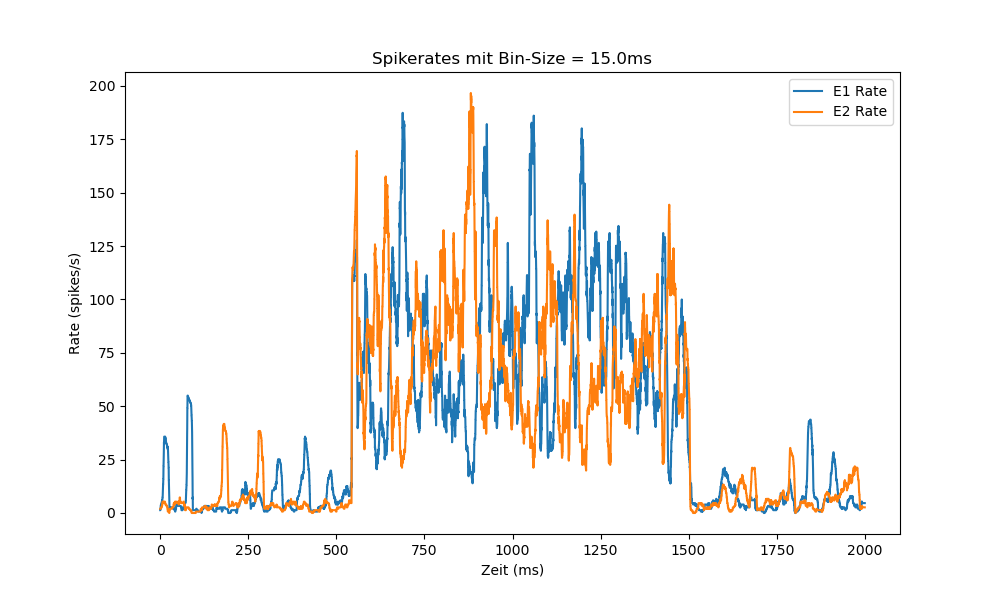 Spikerates mit Bin-Size = 15.0ms
E1 Rate
E2 Rate
Rate (spikes/s)
200
175
150
125
100
75
50
25
0
0 250 500 750 1000 1250 1500 1750 2000
Zeit (ms)